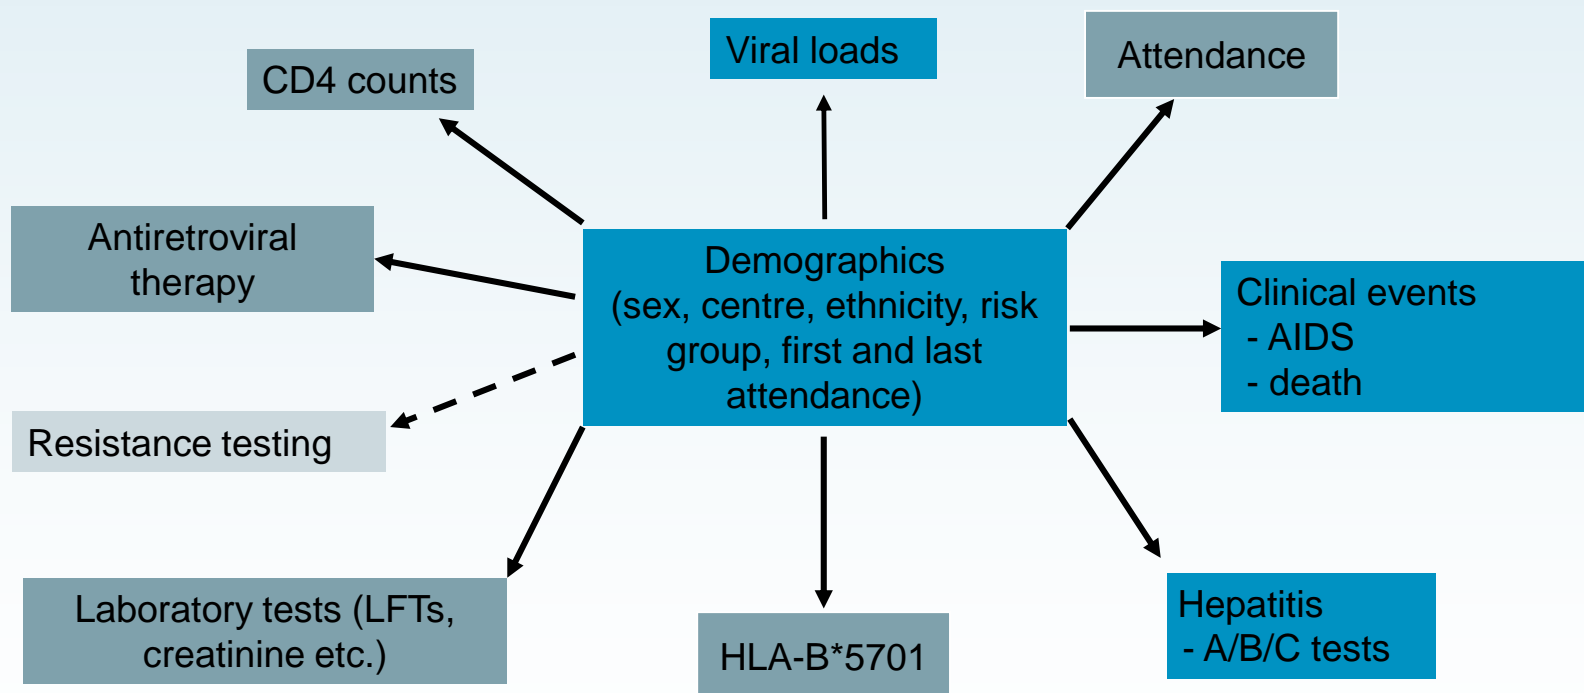 Viral loads
Attendance
CD4 counts
Antiretroviral
therapy
Demographics
(sex, centre, ethnicity, risk
group, first and last
attendance)
Clinical events
- AIDS
- death
Resistance testing
Laboratory tests (LFTs,
creatinine etc.)
HLA-B*5701
Hepatitis
- A/B/C tests